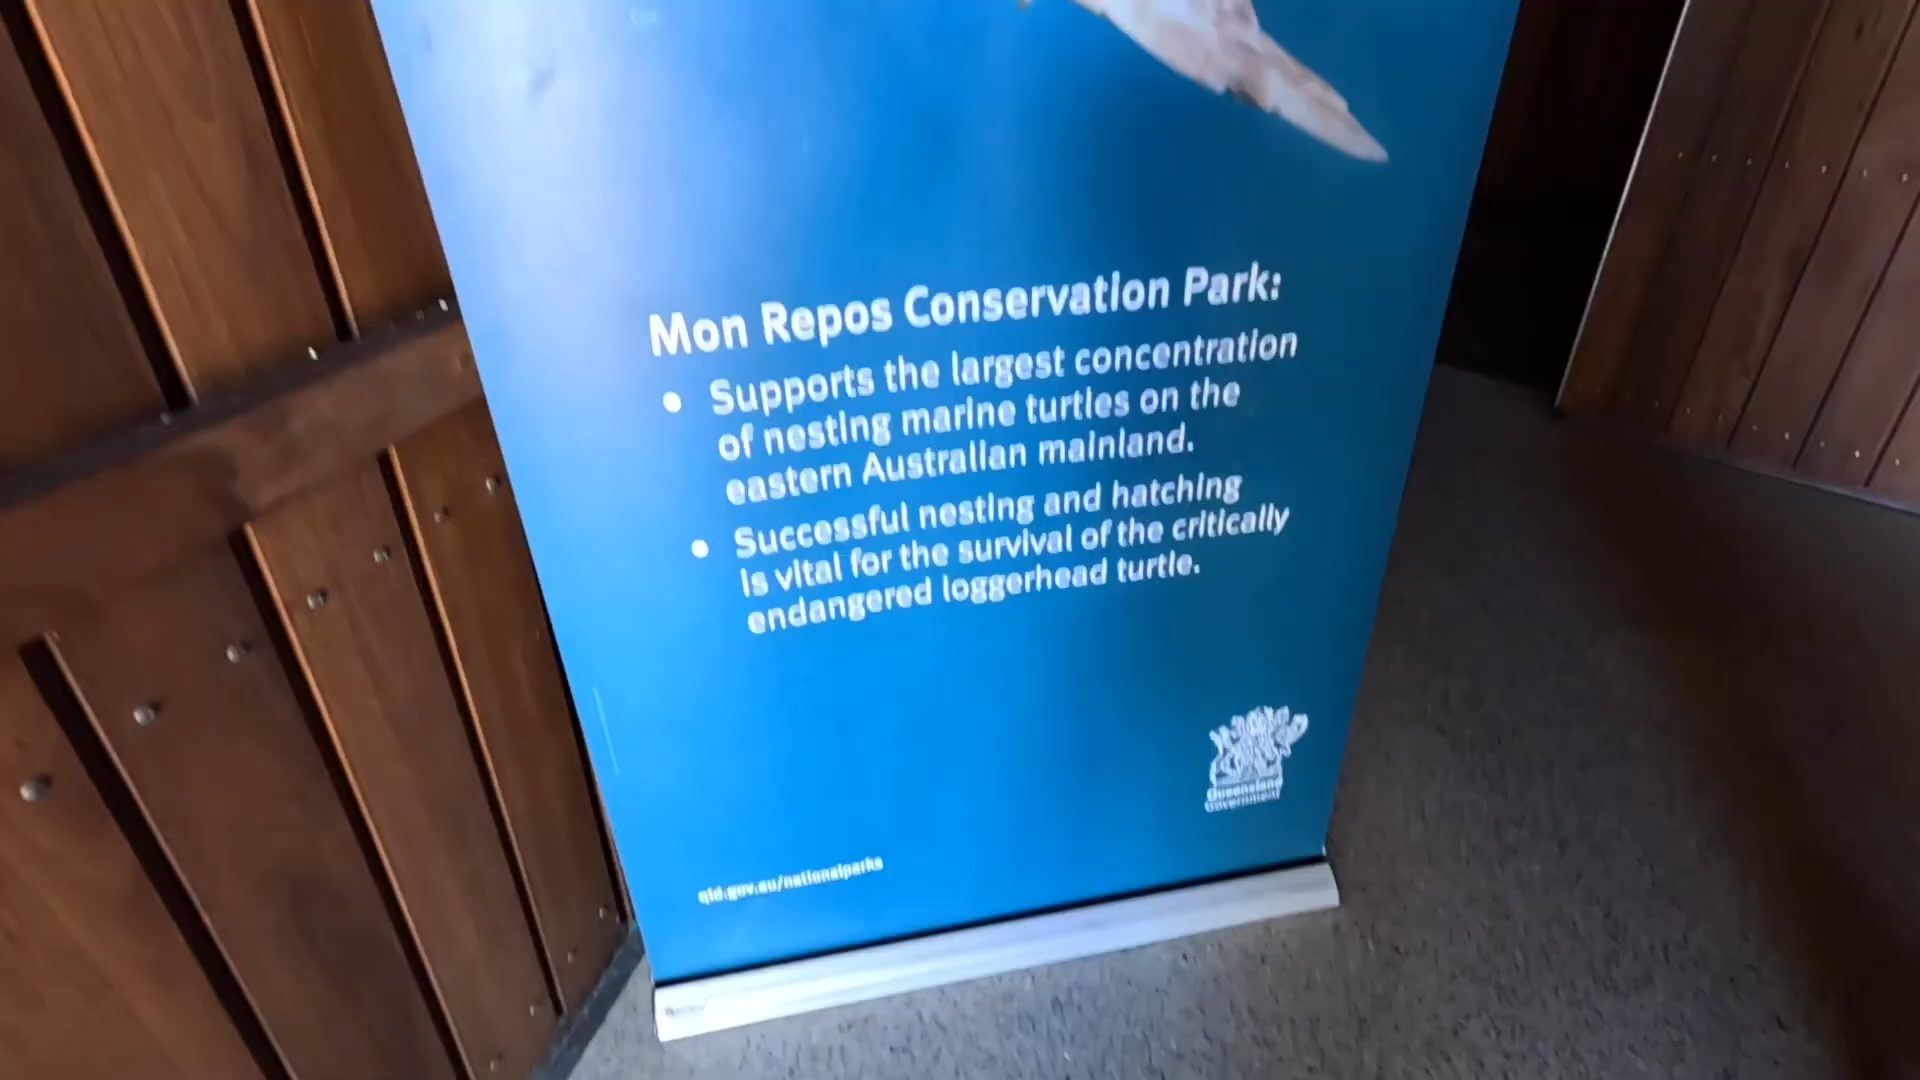 Mon Repos Conservation Park:
• Supports the largest concentration
of nesting marine turtles on the
eastern Australian mainland.
• Successful nesting and hatching
is vital for the survival of the critically
endangered loggerhead turtle.
Queensland
Government
qld.gov.au/nationalparks